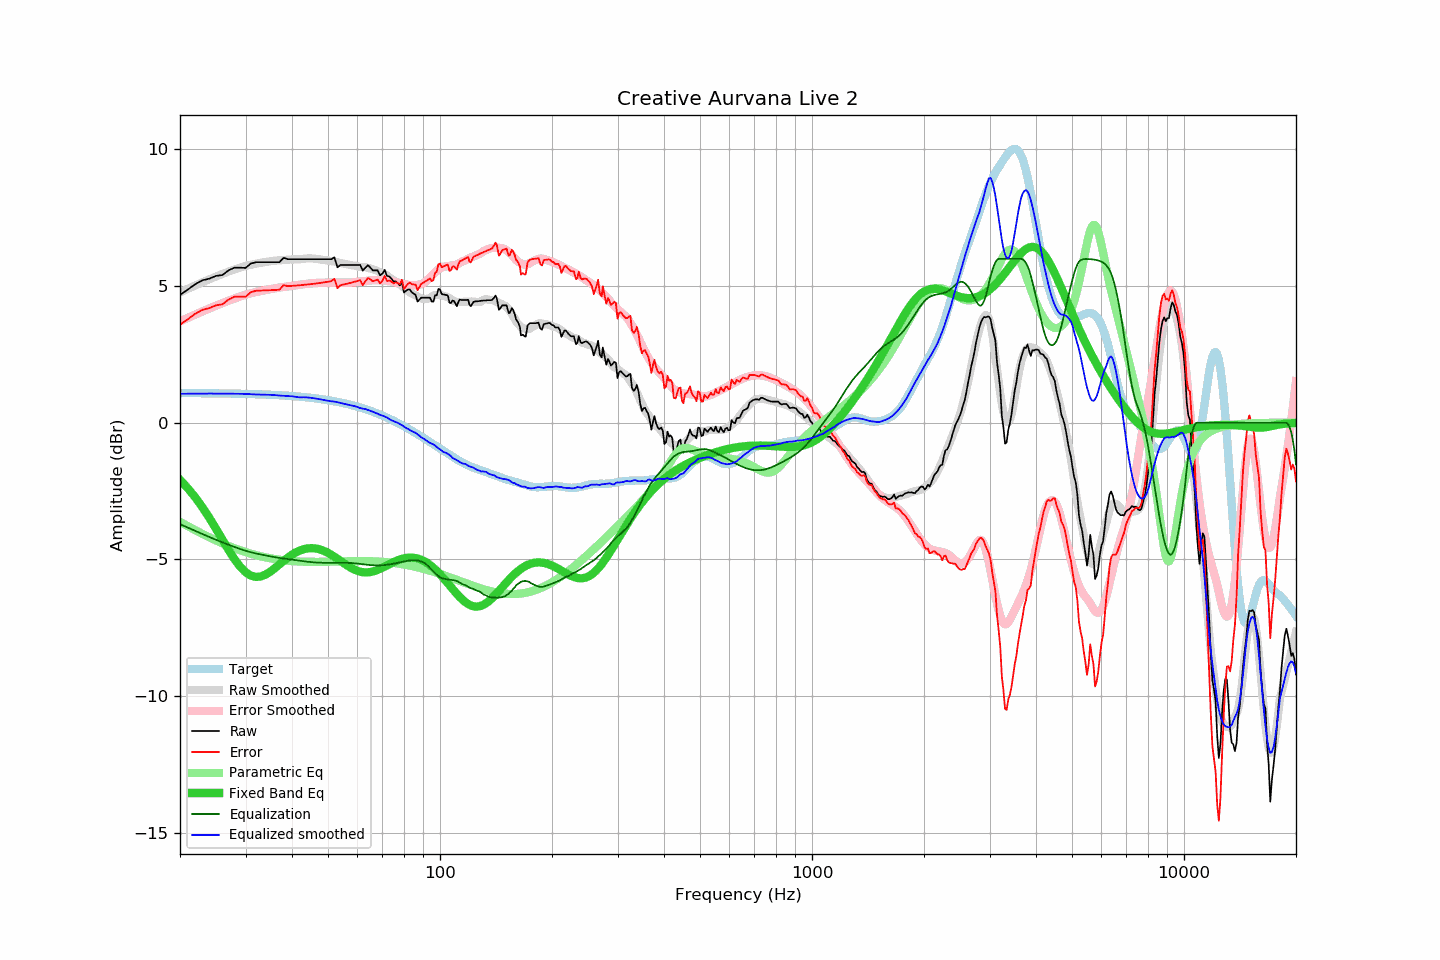 Creative Aurvana Live 2
10
5
0
−5
−10
−15
Amplitude (dBr)
Target
Raw Smoothed
Error Smoothed
Raw
Error
Parametric Eq
Fixed Band Eq
Equalization
Equalized smoothed
100
1000
10000
Frequency (Hz)